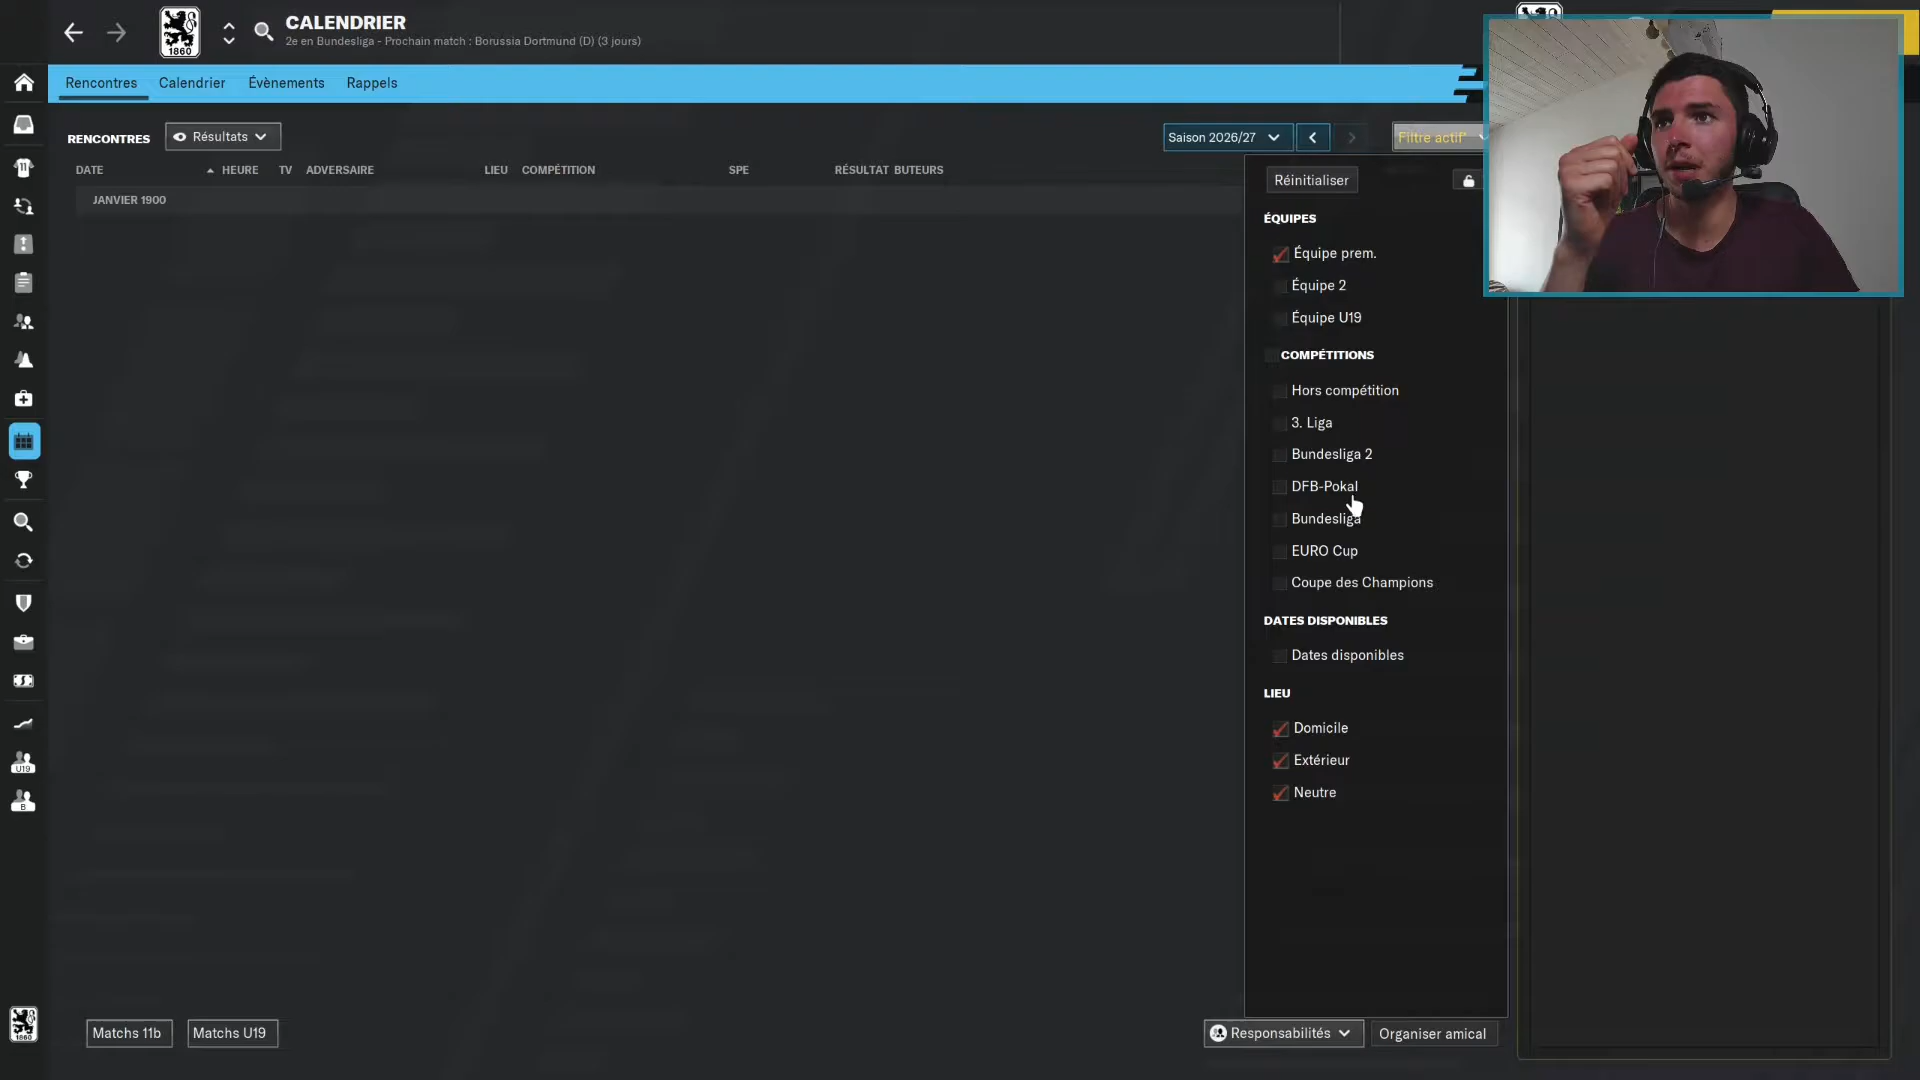 CALENDRIER
2e en Bundesliga - Prochain match : Borussia Dortmund (D) (3 jours)
1860
Rencontres Calendrier Évènements Rappels
RENCONTRES Résultats
Saison 2026/27
Filtre actif*
DATE HEURE TV ADVERSAIRE LIEU COMPÉTITION SPE RÉSULTAT BUTEURS
JANVIER 1900
Réinitialiser
ÉQUIPES
Équipe prem.
Équipe 2
Équipe U19
COMPÉTITIONS
Hors compétition
3. Liga
Bundesliga 2
DFB-Pokal
Bundesliga
EURO Cup
Coupe des Champions
DATES DISPONIBLES
Dates disponibles
LIEU
Domicile
Extérieur
Neutre
11
U19
B
1860
Matchs 11b Matchs U19
Responsabilités Organiser amical